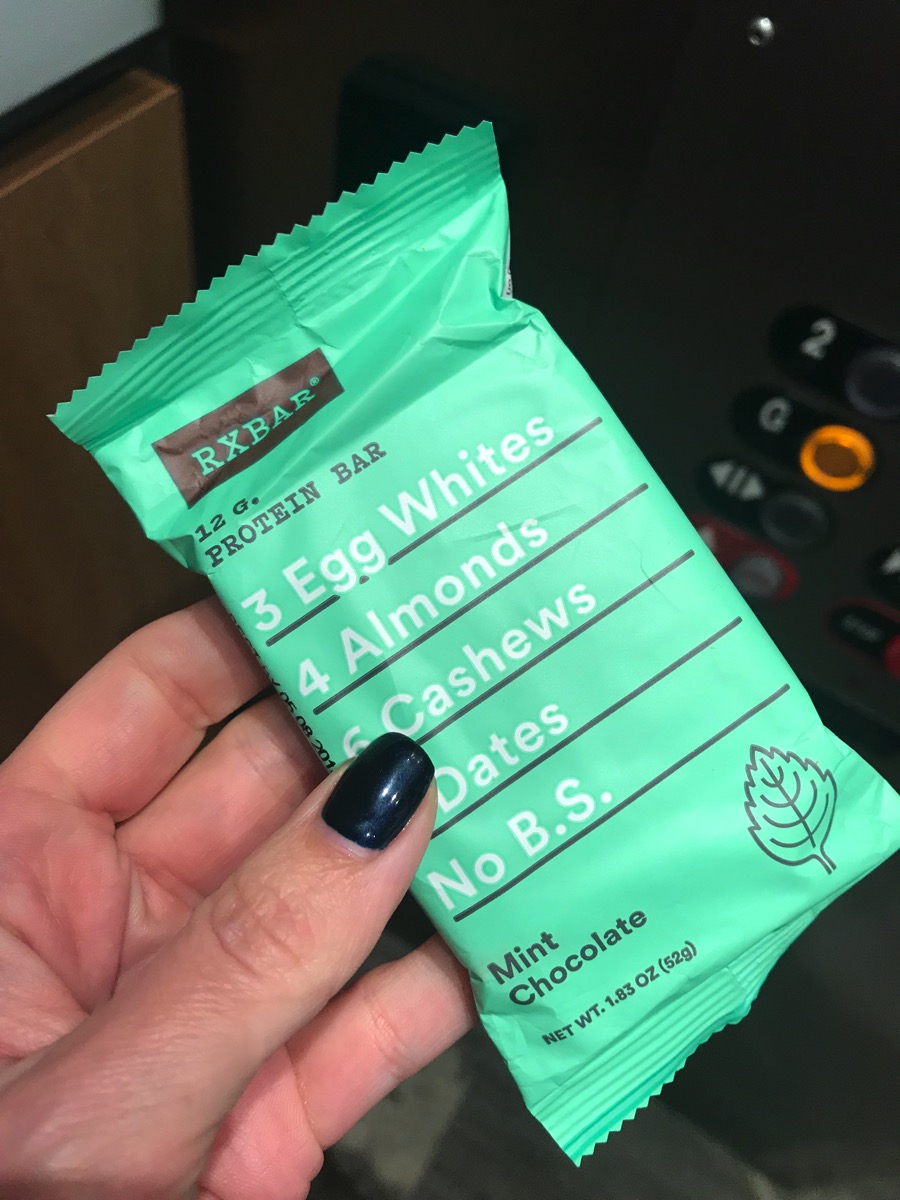 RXBAR®
12 G.
PROTEIN BAR
3 Egg Whites
4 Almonds
6 Cashews
Dates
No B.S.
Mint
Chocolate
NET WT. 1.83 OZ (52g)
2
G